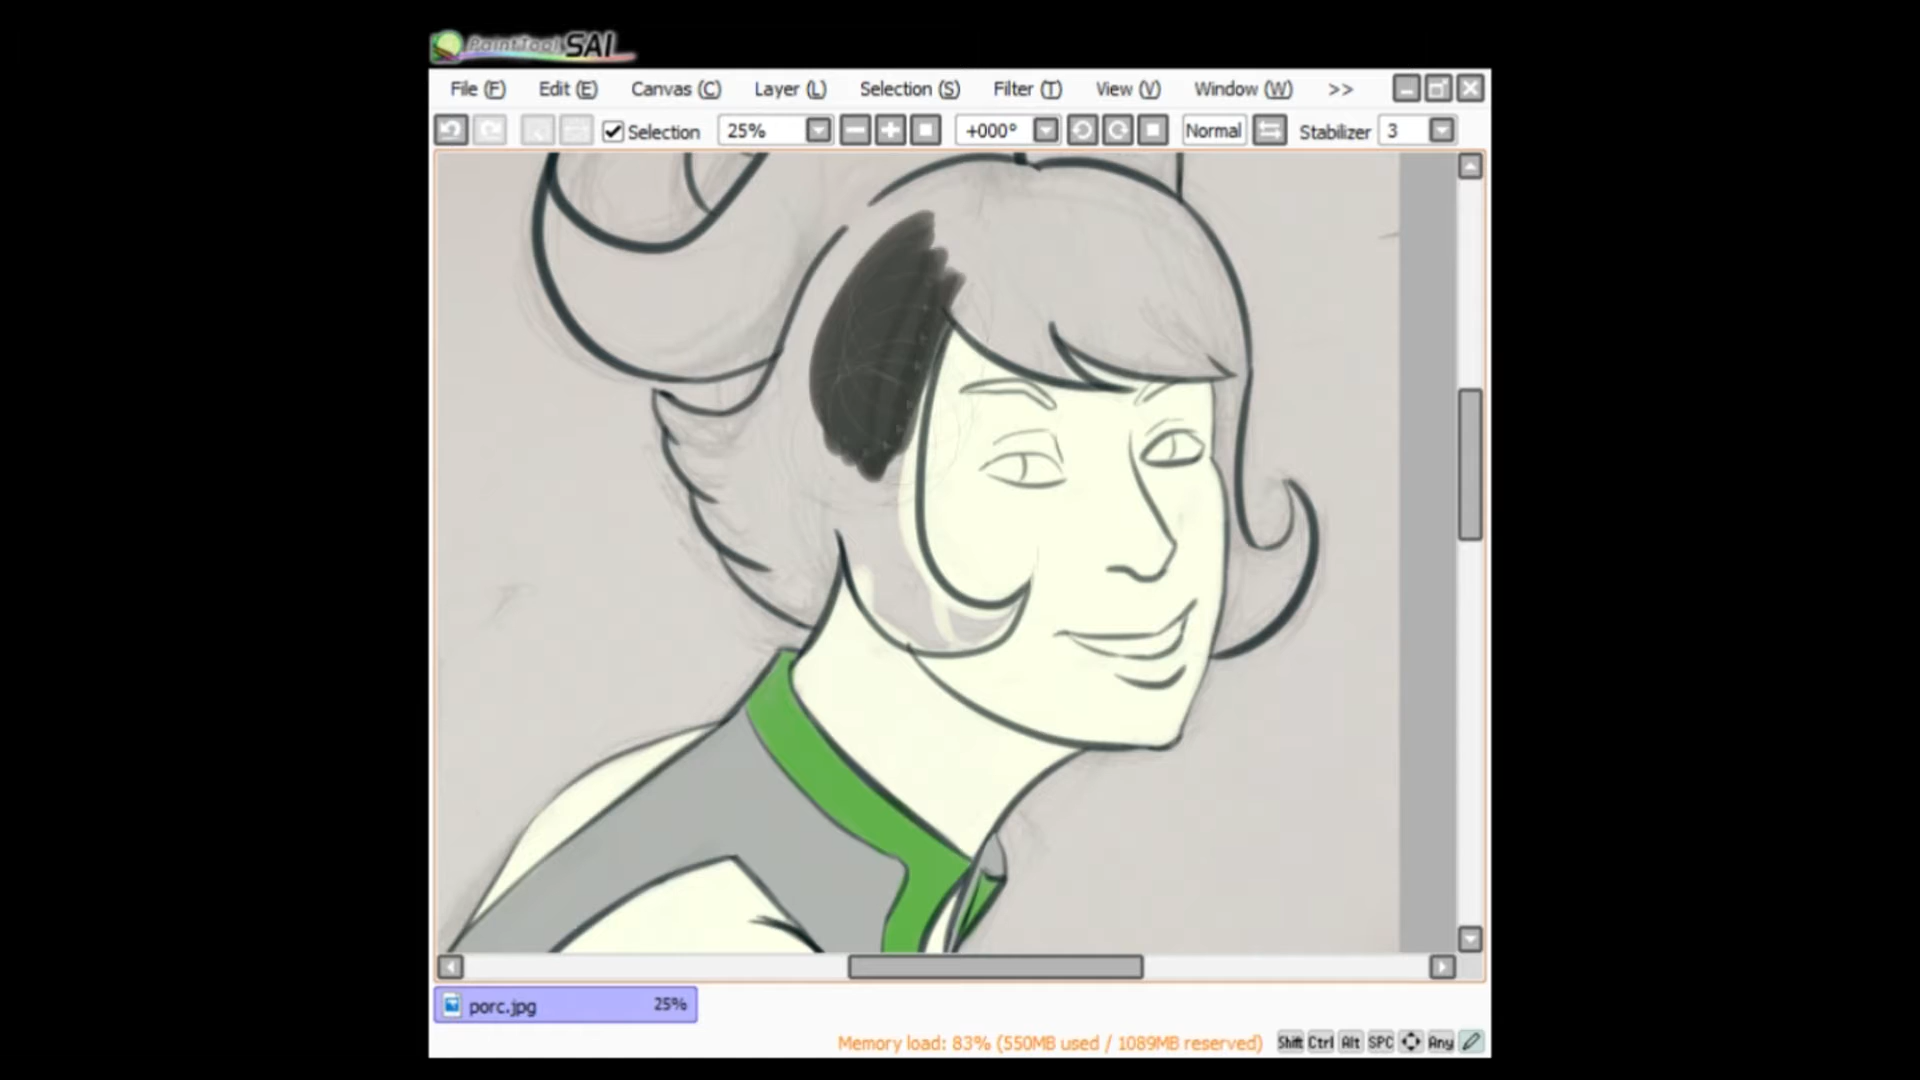 PaintTool SAI
File (F) Edit (E) Canvas (C) Layer (L) Selection (S) Filter (T) View (V) Window (W) >>
Selection 25% +000° Normal Stabilizer 3
porc.jpg 25%
Memory load: 83% (550MB used / 1089MB reserved) Shift Ctrl Alt SPC Any